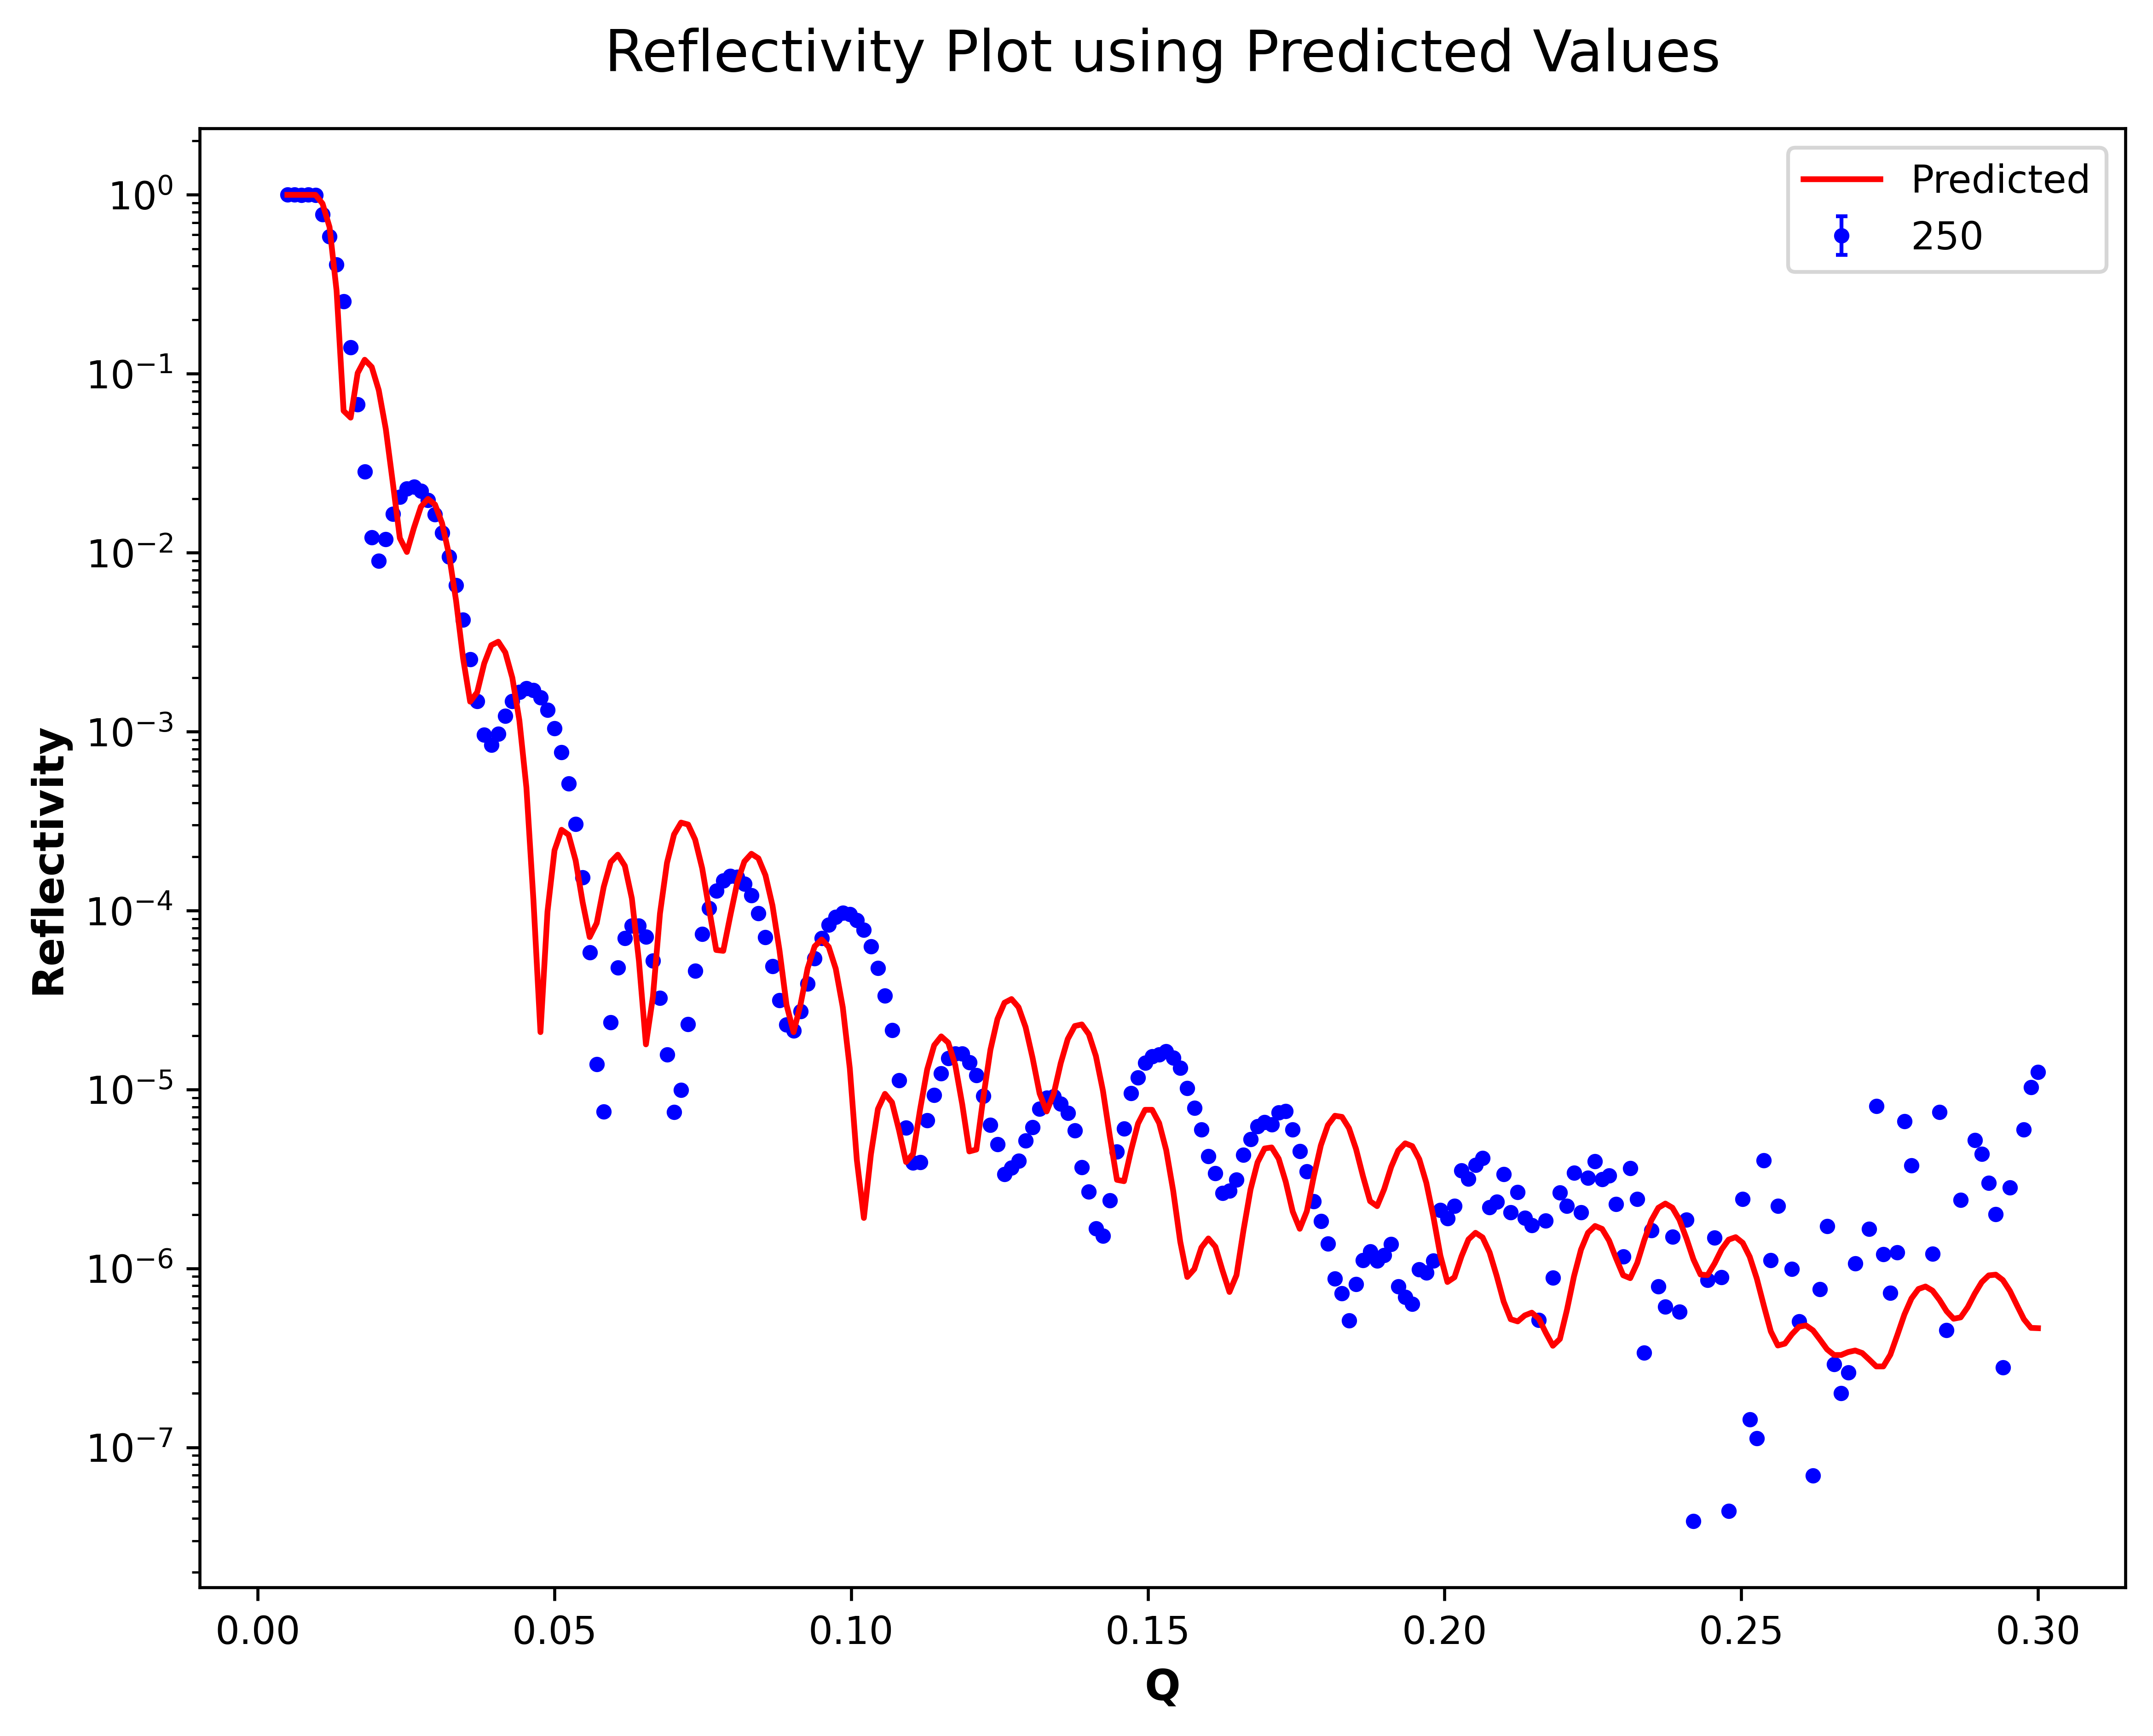 Reflectivity Plot using Predicted Values
Predicted
250
Reflectivity
10⁰
10⁻¹
10⁻²
10⁻³
10⁻⁴
10⁻⁵
10⁻⁶
10⁻⁷
0.00 0.05 0.10 0.15 0.20 0.25 0.30
Q